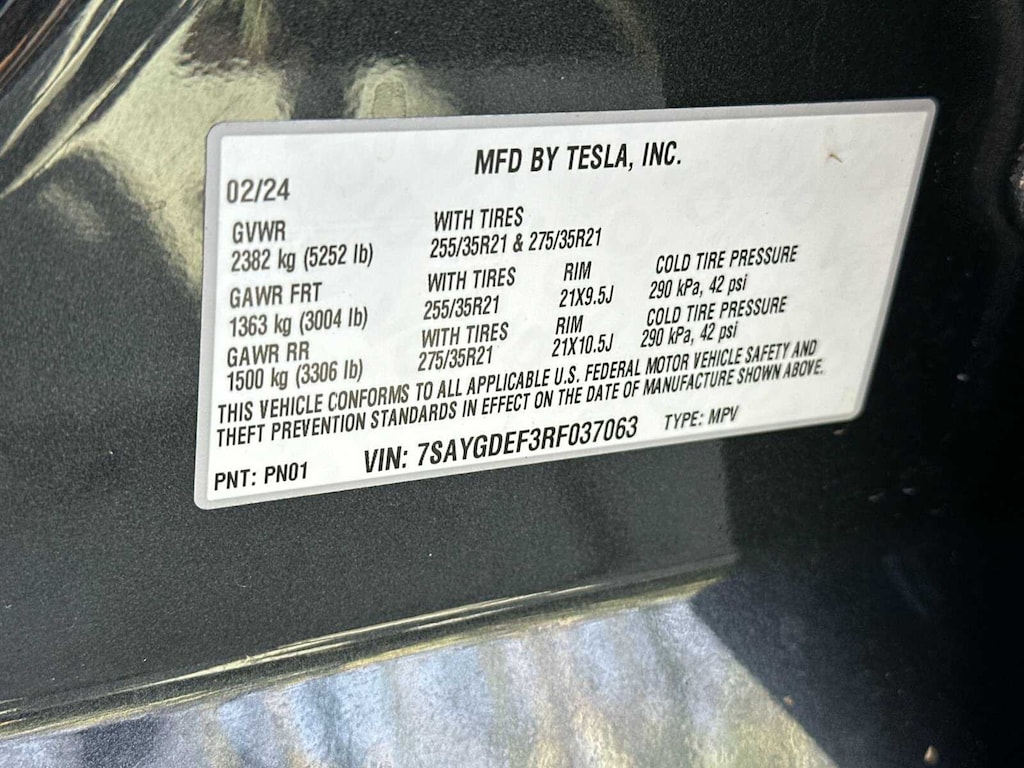 MFD BY TESLA, INC.
02/24
GVWR WITH TIRES
2382 kg (5252 lb) 255/35R21 & 275/35R21
GAWR FRT WITH TIRES RIM COLD TIRE PRESSURE
1363 kg (3004 lb) 255/35R21 21X9.5J 290 kPa, 42 psi
GAWR RR WITH TIRES RIM COLD TIRE PRESSURE
1500 kg (3306 lb) 275/35R21 21X10.5J 290 kPa, 42 psi
THIS VEHICLE CONFORMS TO ALL APPLICABLE U.S. FEDERAL MOTOR VEHICLE SAFETY AND
THEFT PREVENTION STANDARDS IN EFFECT ON THE DATE OF MANUFACTURE SHOWN ABOVE.
PNT: PN01 VIN: 7SAYGDEF3RF037063 TYPE: MPV